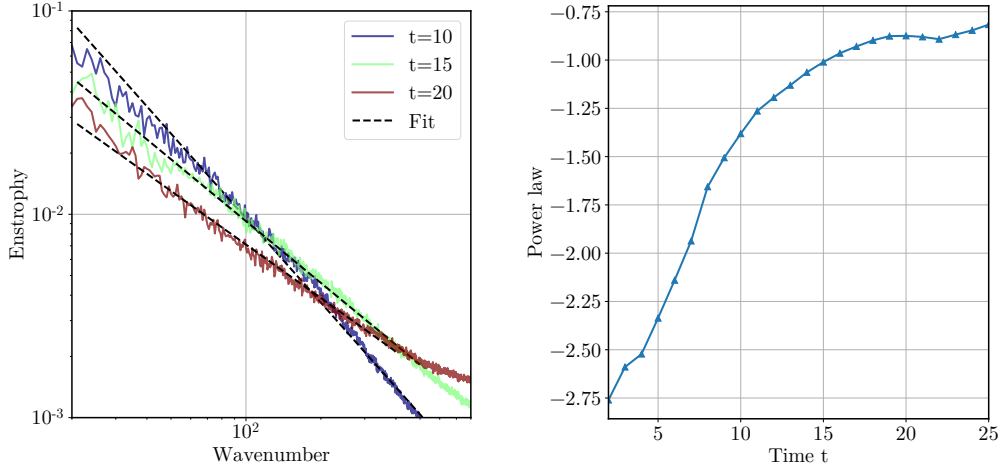 10⁻¹
10⁻²
10⁻³
Enstrophy
10²
Wavenumber
t=10
t=15
t=20
Fit
−0.75
−1.00
−1.25
−1.50
−1.75
−2.00
−2.25
−2.50
−2.75
Power law
5
10
15
20
25
Time t